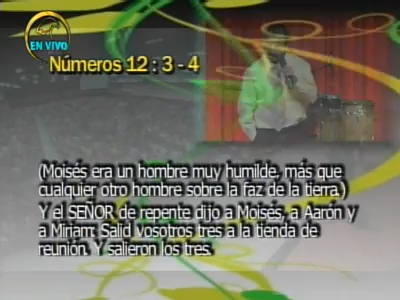 EN VIVO
Números 12 : 3 - 4
(Moisés era un hombre muy humilde, más que
cualquier otro hombre sobre la faz de la tierra.)
Y el SEÑOR de repente dijo a Moisés, a Aarón y
a Miriam: Salid vosotros tres a la tienda de
reunión. Y salieron los tres.